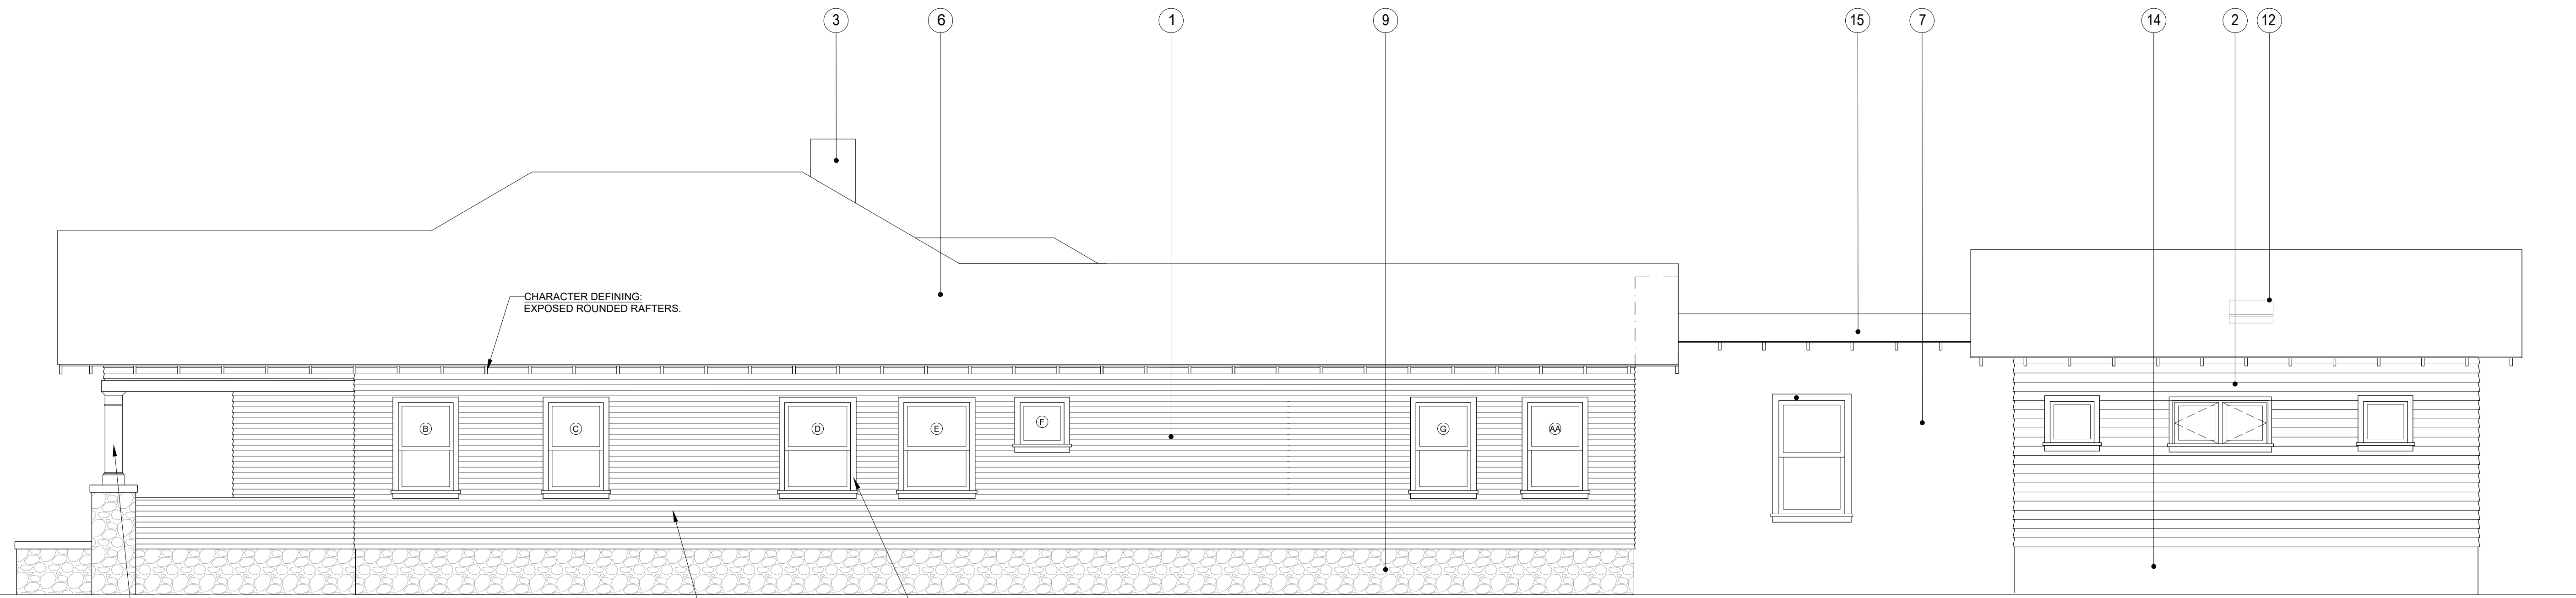 3 6 1 9 15 7 14 2 12
CHARACTER DEFINING:
EXPOSED ROUNDED RAFTERS.
B C D E F G AA